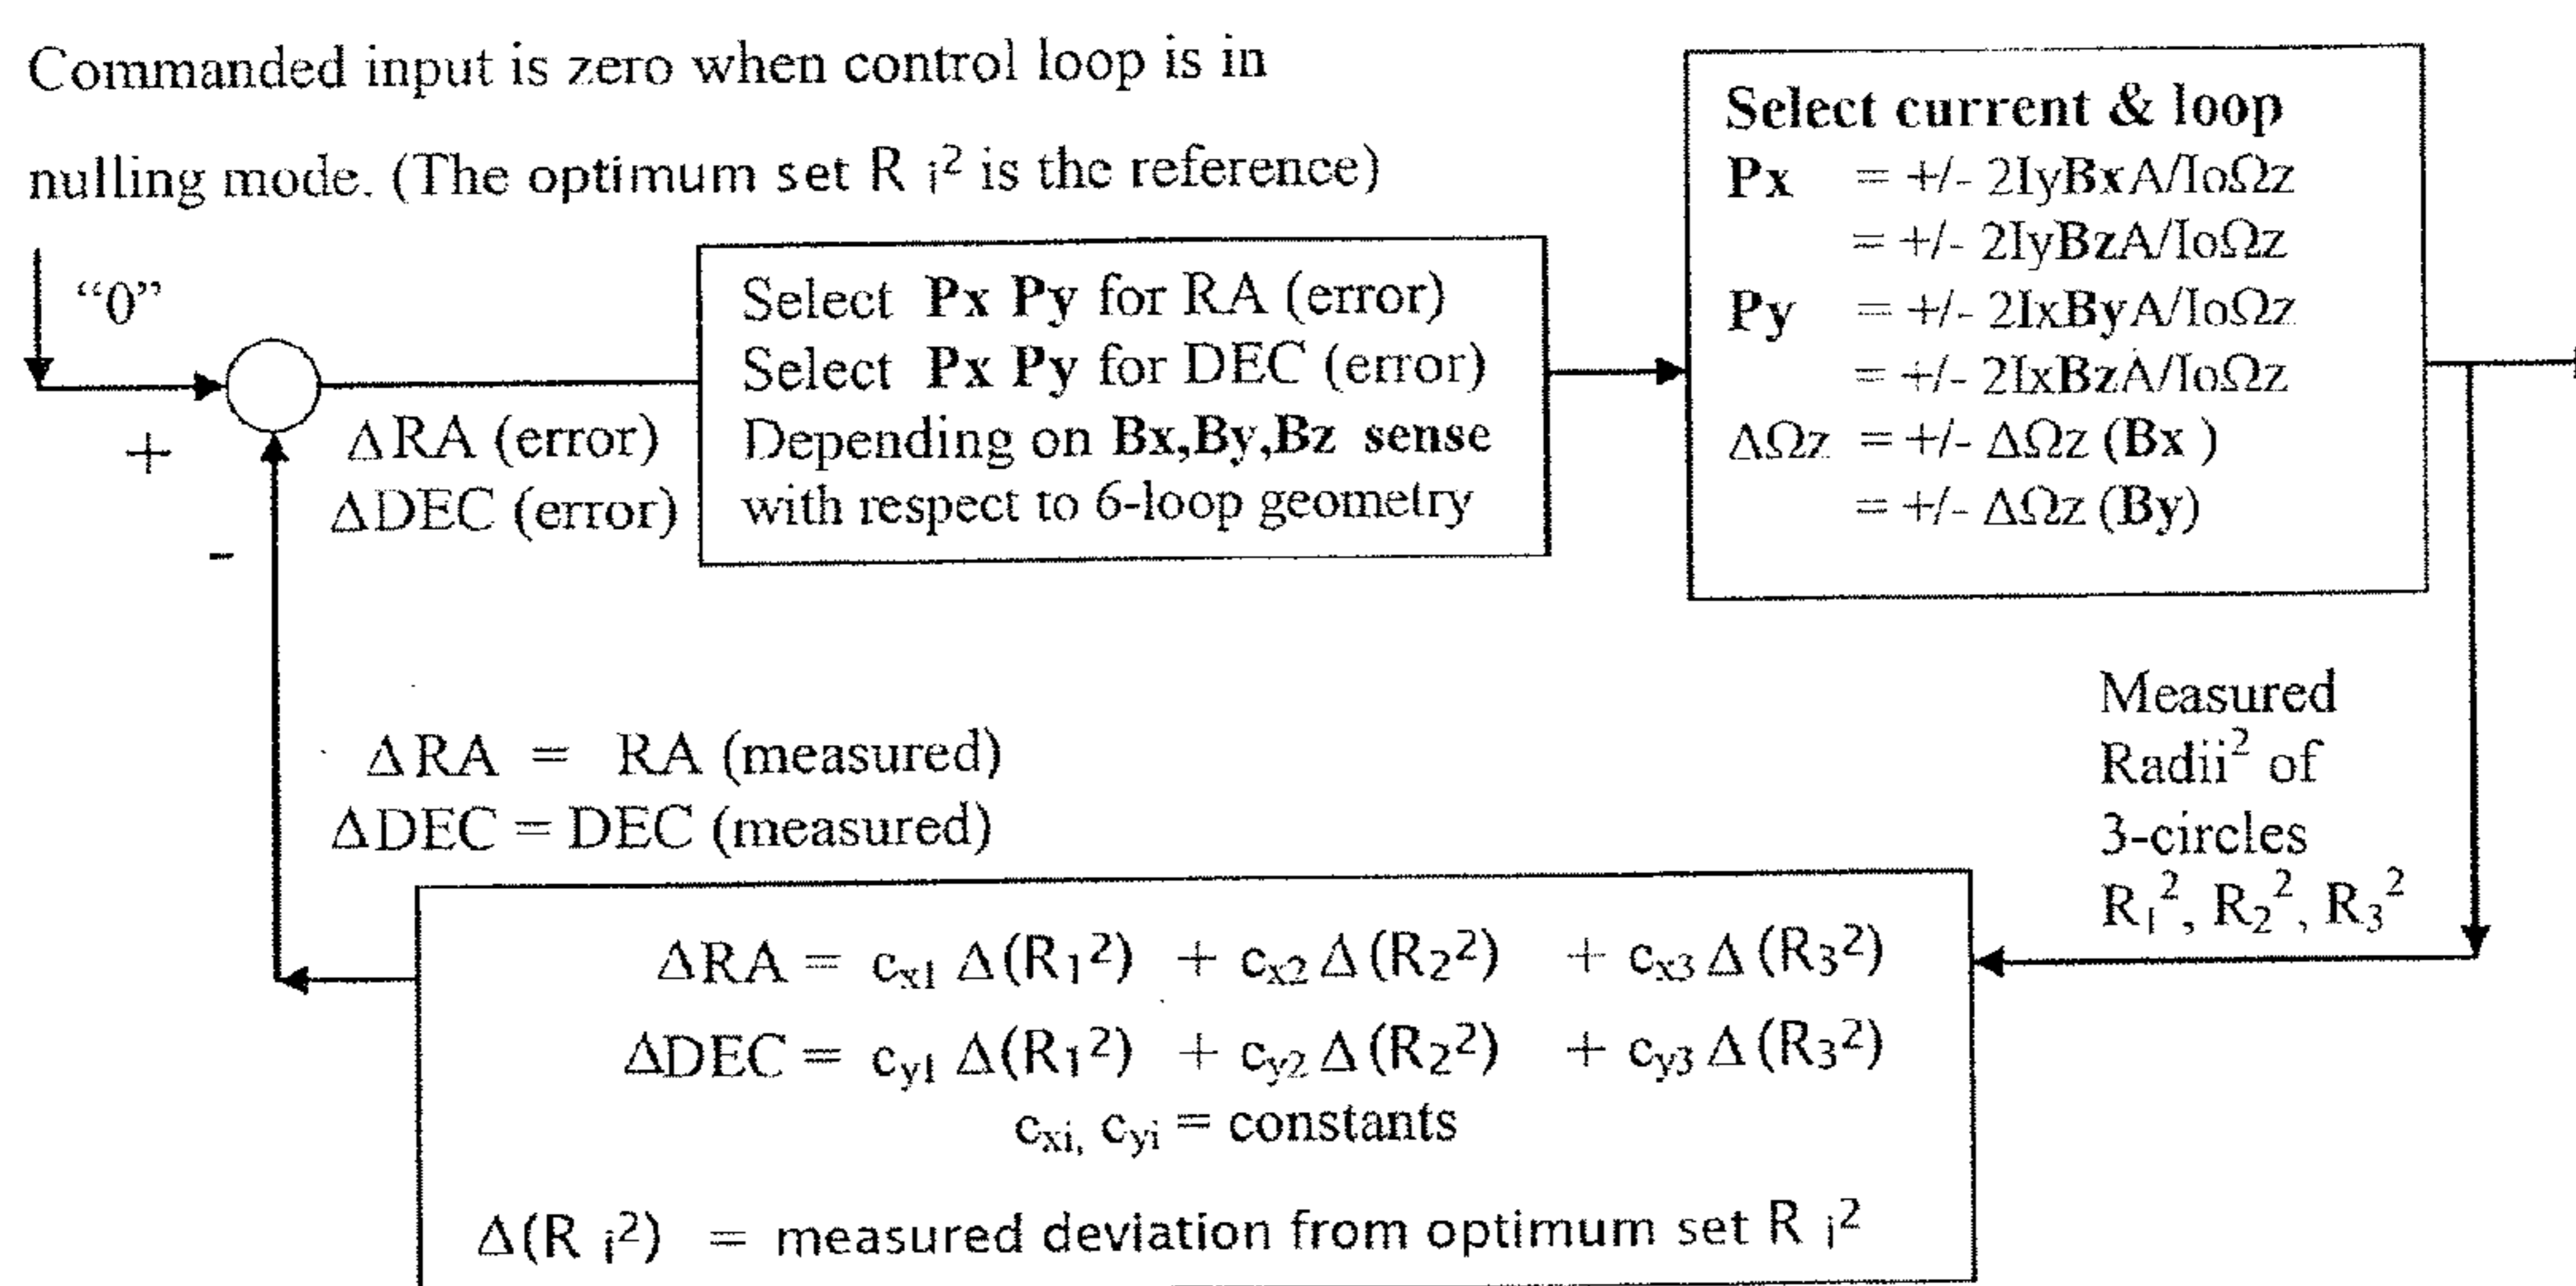 Commanded input is zero when control loop is in
nulling mode. (The optimum set R i² is the reference)
“0”
+
-
ΔRA (error)
ΔDEC (error)
Select Px Py for RA (error)
Select Px Py for DEC (error)
Depending on Bx,By,Bz sense
with respect to 6-loop geometry
Select current & loop
Px = +/- 2IyBxA/IoΩz
= +/- 2IyBzA/IoΩz
Py = +/- 2IxByA/IoΩz
= +/- 2IxBzA/IoΩz
ΔΩz = +/- ΔΩz (Bx )
= +/- ΔΩz (By)
Measured
Radii² of
3-circles
R₁², R₂², R₃²
ΔRA = RA (measured)
ΔDEC = DEC (measured)
ΔRA = cx1 Δ(R₁²) + cx2 Δ(R₂²) + cx3 Δ(R₃²)
ΔDEC = cy1 Δ(R₁²) + cy2 Δ(R₂²) + cy3 Δ(R₃²)
cxi, cyi = constants
Δ(R i²) = measured deviation from optimum set R i²